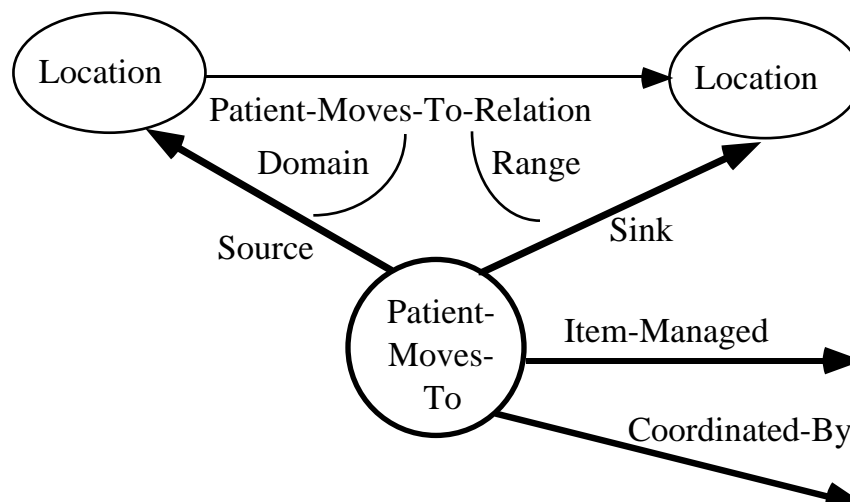 Location
Location
Patient-Moves-To-Relation
Domain
Range
Source
Sink
Patient-
Moves-
To
Item-Managed
Coordinated-By